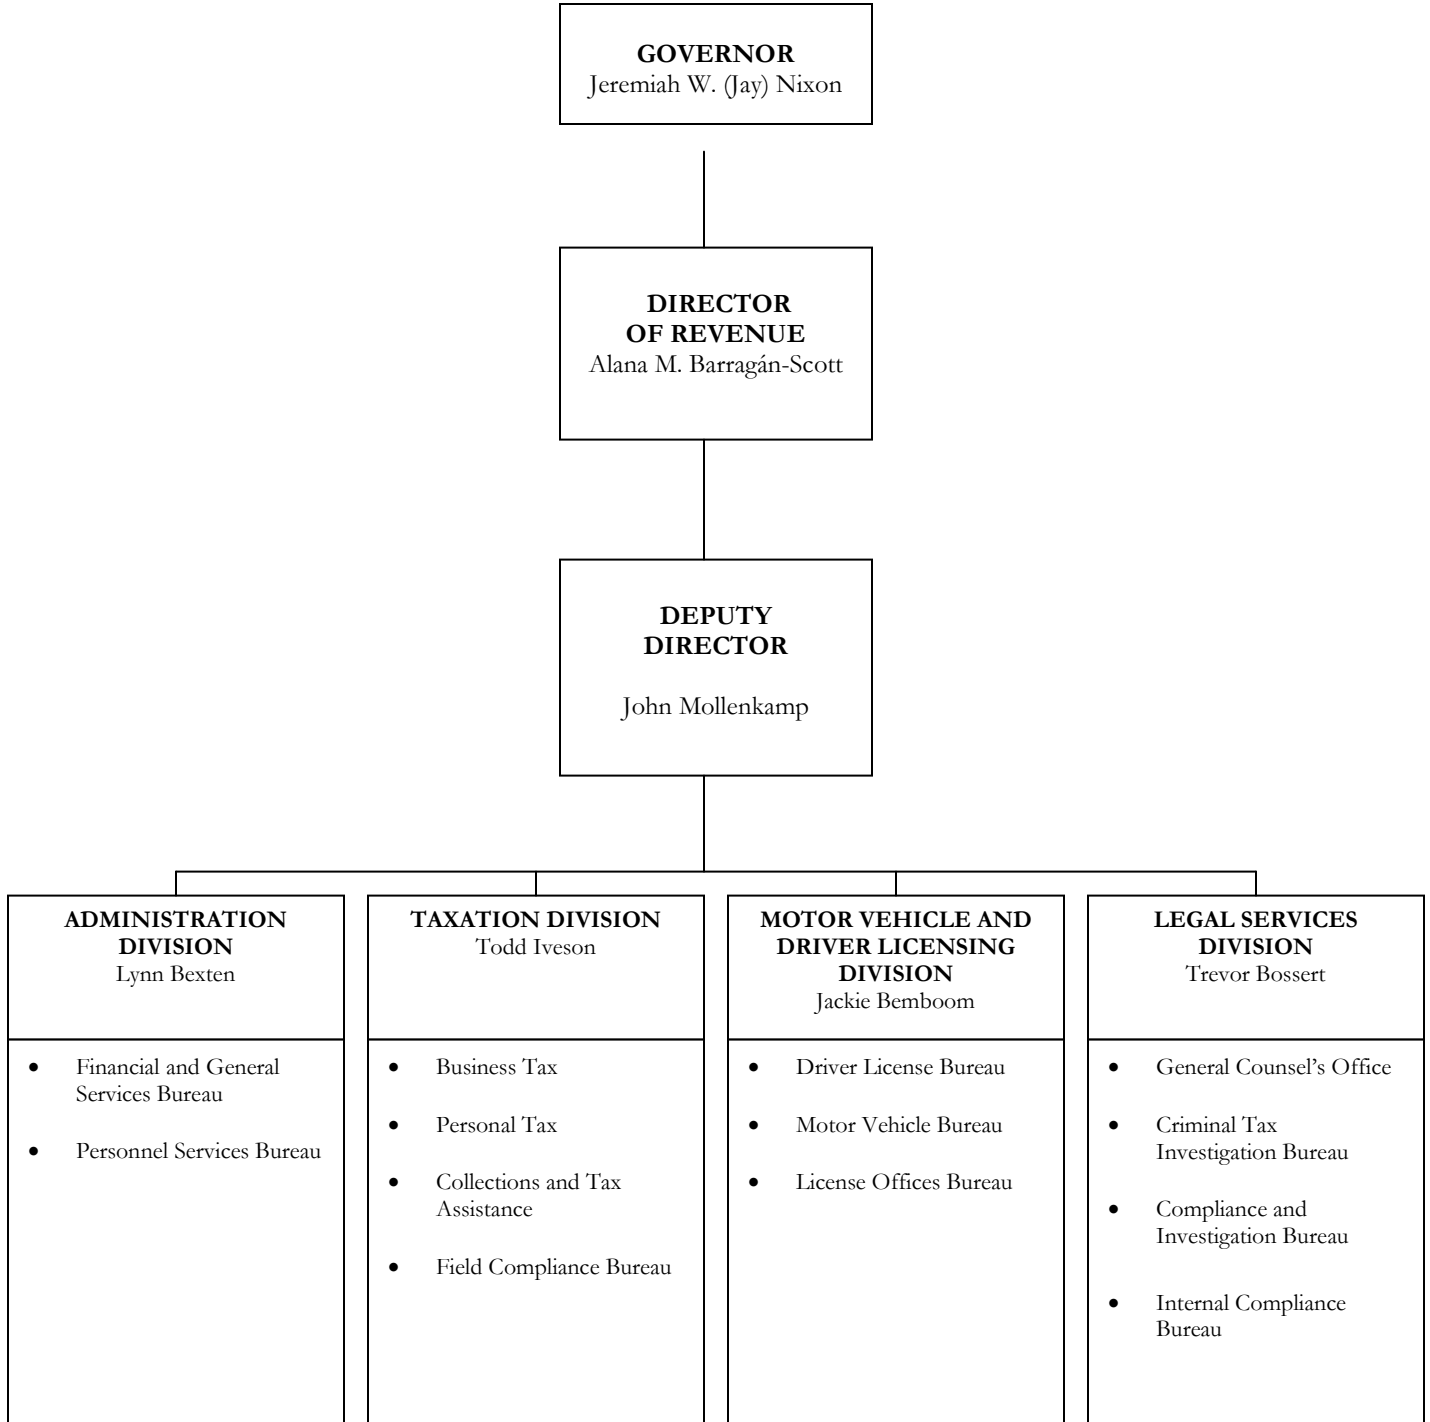 GOVERNOR
Jeremiah W. (Jay) Nixon
DIRECTOR
OF REVENUE
Alana M. Barragán-Scott
DEPUTY
DIRECTOR
John Mollenkamp
ADMINISTRATION
DIVISION
Lynn Bexten
• Financial and General
Services Bureau
• Personnel Services Bureau
TAXATION DIVISION
Todd Iveson
• Business Tax
• Personal Tax
• Collections and Tax
Assistance
• Field Compliance Bureau
MOTOR VEHICLE AND
DRIVER LICENSING
DIVISION
Jackie Bemboom
• Driver License Bureau
• Motor Vehicle Bureau
• License Offices Bureau
LEGAL SERVICES
DIVISION
Trevor Bossert
• General Counsel’s Office
• Criminal Tax
Investigation Bureau
• Compliance and
Investigation Bureau
• Internal Compliance
Bureau